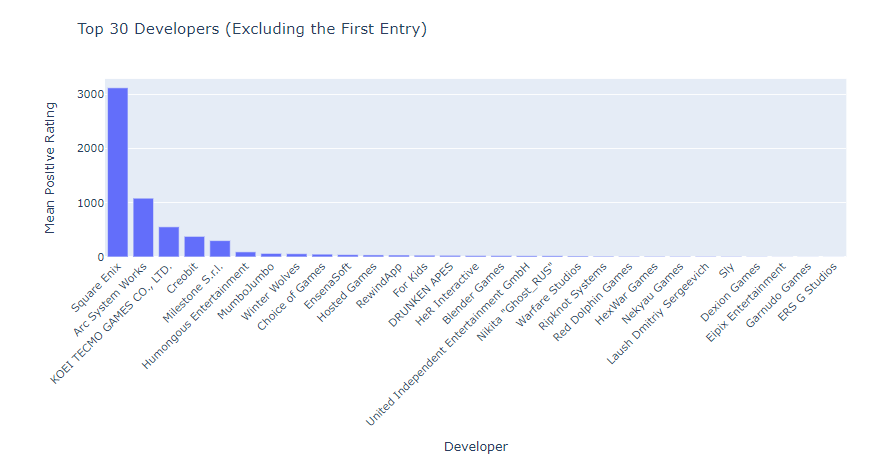 Top 30 Developers (Excluding the First Entry)
Mean Positive Rating
3000
2000
1000
0
Square Enix
Arc System Works
KOEI TECMO GAMES CO., LTD.
Creobit
Milestone S.r.l.
Humongous Entertainment
MumboJumbo
Winter Wolves
Choice of Games
EnsenaSoft
Hosted Games
RewindApp
For Kids
DRUNKEN APES
HeR Interactive
Blender Games
United Independent Entertainment GmbH
Nikita "Ghost_RUS"
Warfare Studios
Ripknot Systems
Red Dolphin Games
HexWar Games
Nekyau Games
Laush Dmitriy Sergeevich
Sly
Dexion Games
Eipix Entertainment
Garnudo Games
ERS G Studios
Developer